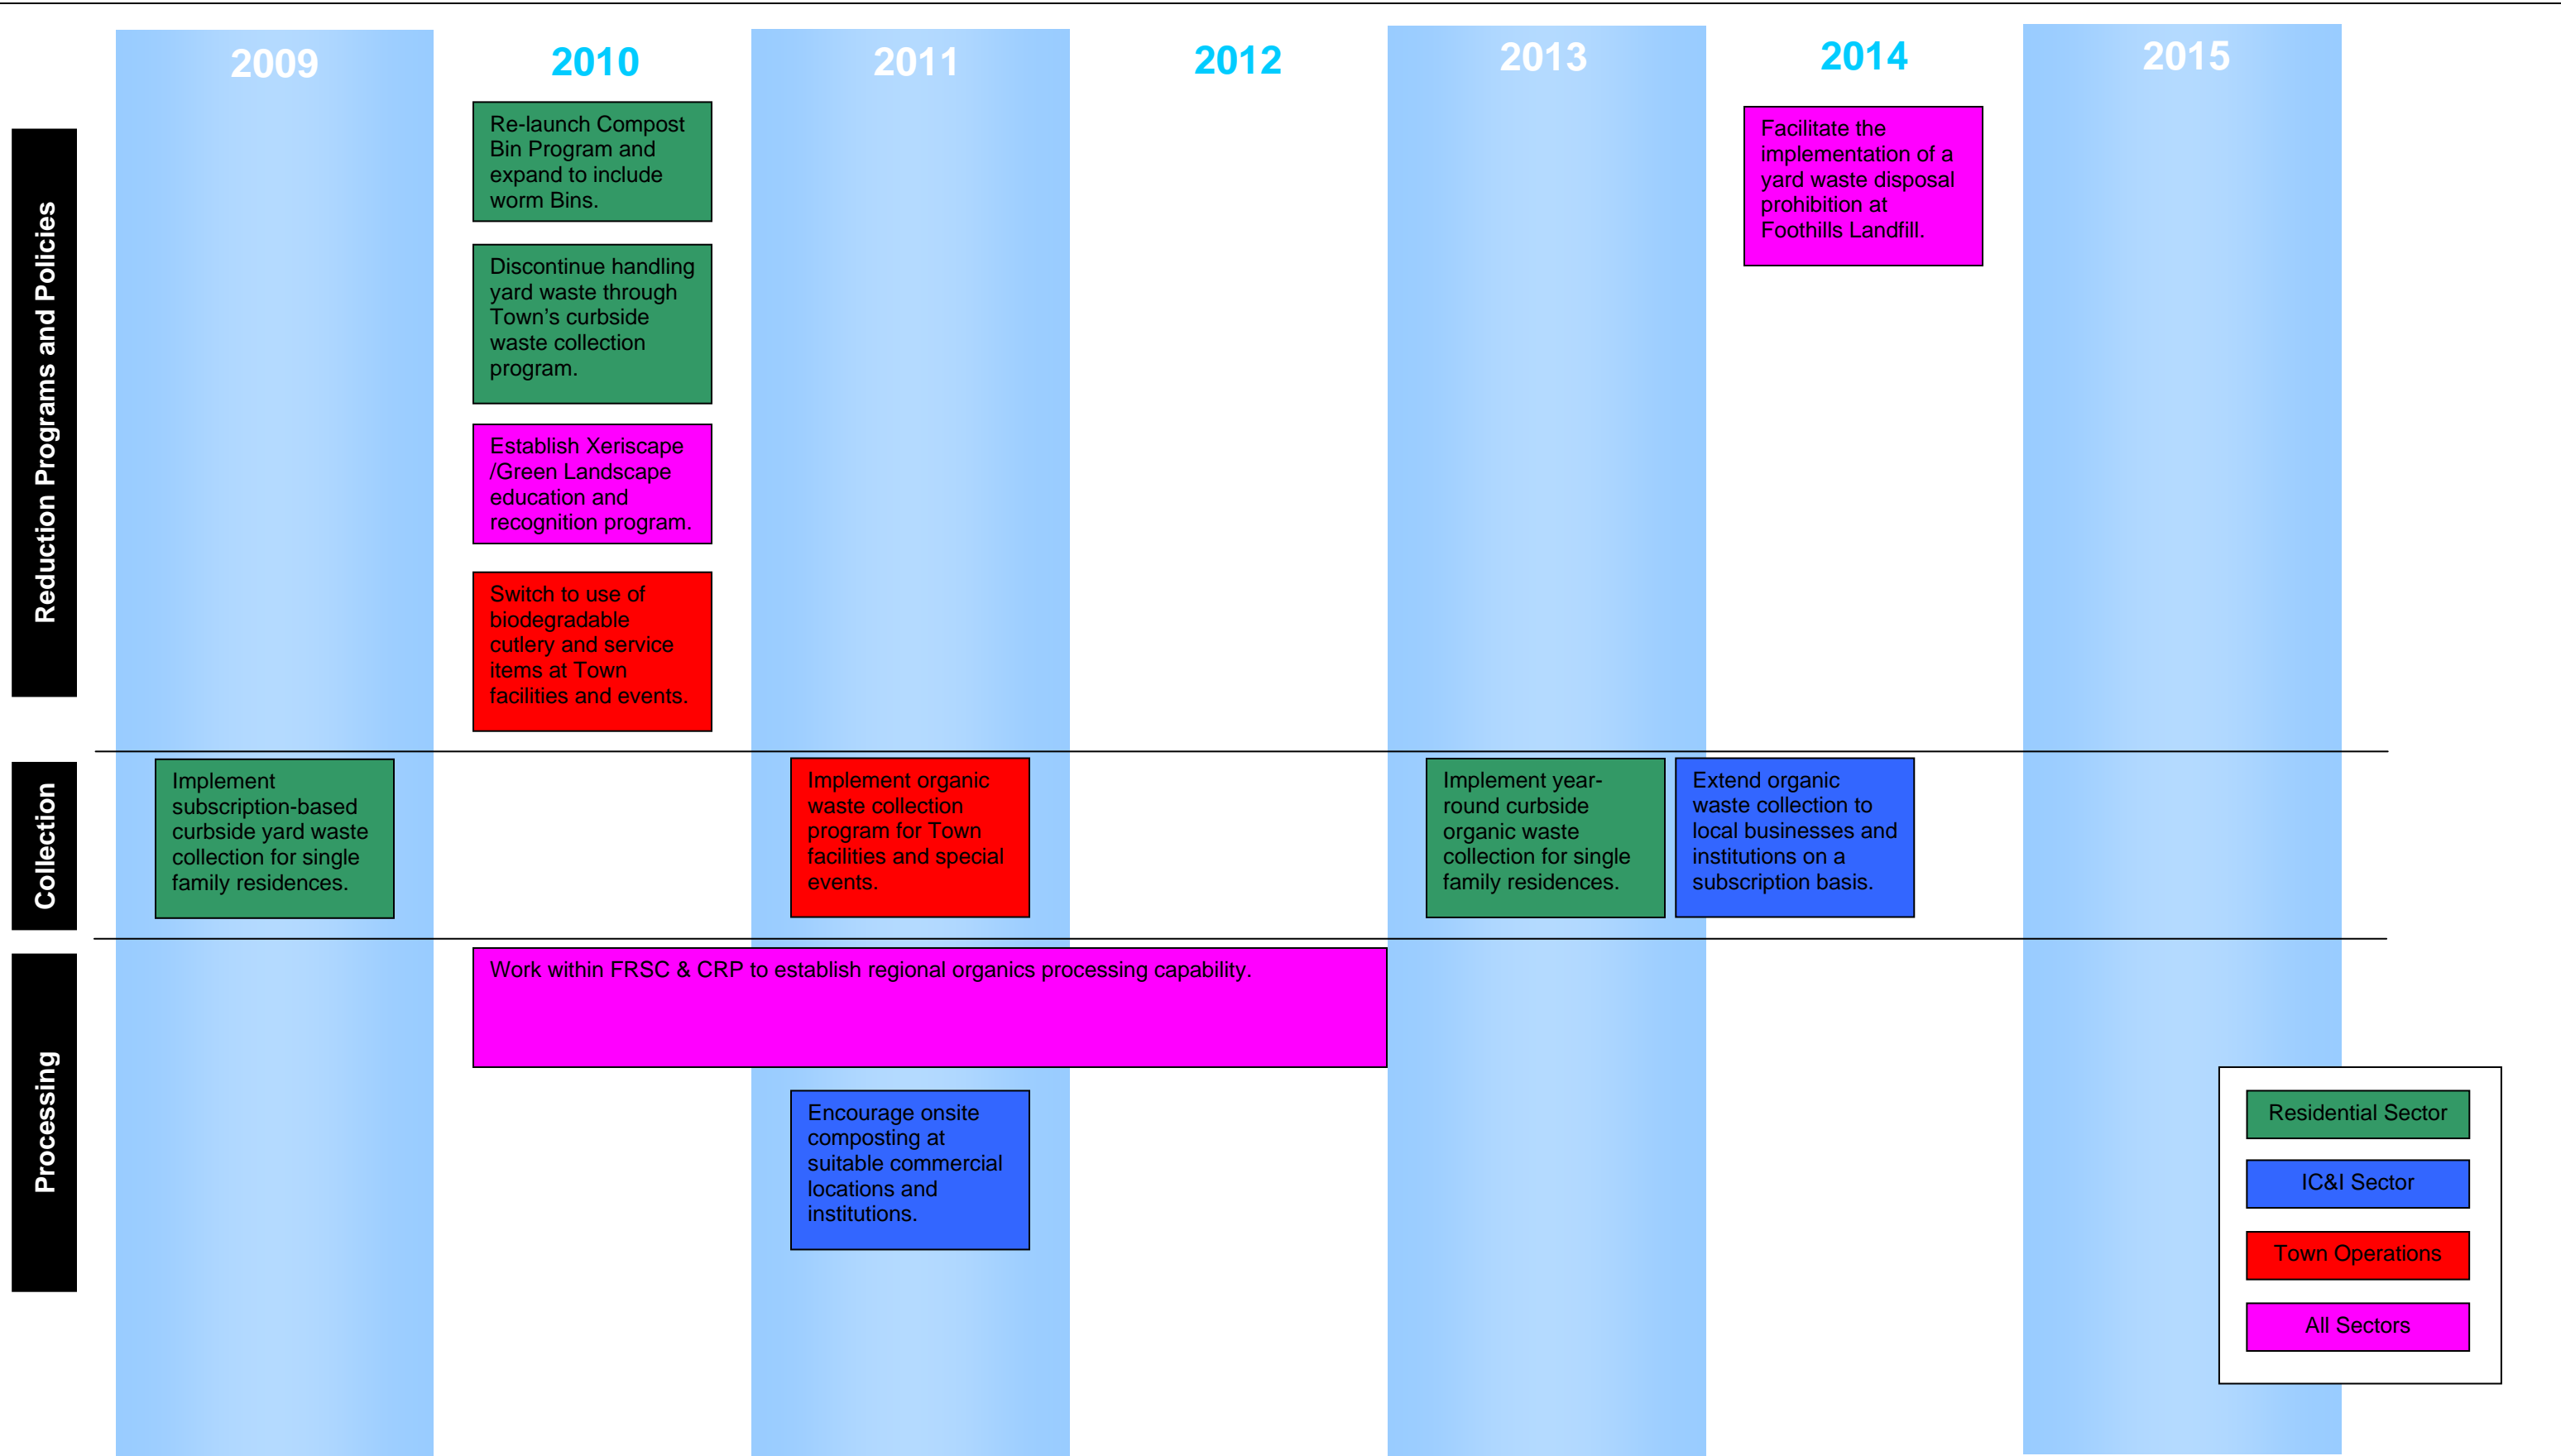 2009
2010
2011
2012
2013
2014
2015
Reduction Programs and Policies
Re-launch Compost
Bin Program and
expand to include
worm Bins.
Discontinue handling
yard waste through
Town’s curbside
waste collection
program.
Establish Xeriscape
/Green Landscape
education and
recognition program.
Switch to use of
biodegradable
cutlery and service
items at Town
facilities and events.
Facilitate the
implementation of a
yard waste disposal
prohibition at
Foothills Landfill.
Collection
Implement
subscription-based
curbside yard waste
collection for single
family residences.
Implement organic
waste collection
program for Town
facilities and special
events.
Implement year-
round curbside
organic waste
collection for single
family residences.
Extend organic
waste collection to
local businesses and
institutions on a
subscription basis.
Processing
Work within FRSC & CRP to establish regional organics processing capability.
Encourage onsite
composting at
suitable commercial
locations and
institutions.
Residential Sector
IC&I Sector
Town Operations
All Sectors